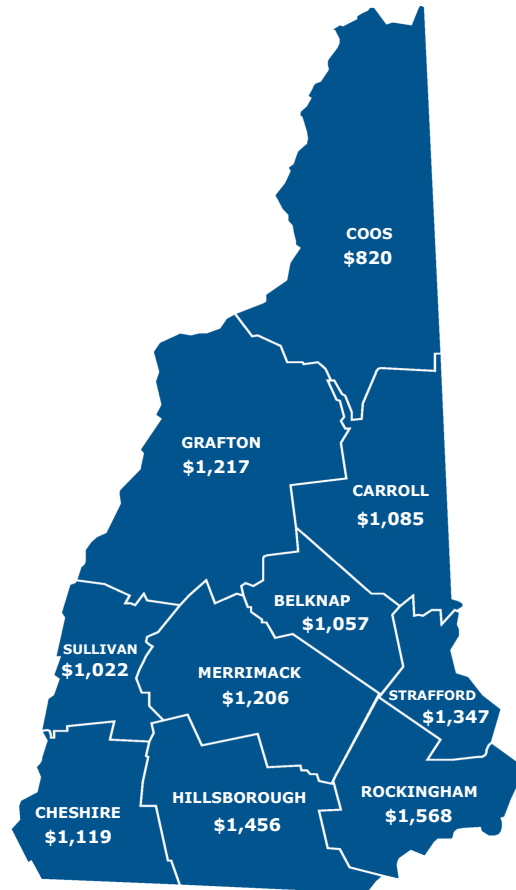 COOS
$820
GRAFTON
$1,217
CARROLL
$1,085
BELKNAP
$1,057
SULLIVAN
$1,022
MERRIMACK
$1,206
STRAFFORD
$1,347
CHESHIRE
$1,119
HILLSBOROUGH
$1,456
ROCKINGHAM
$1,568